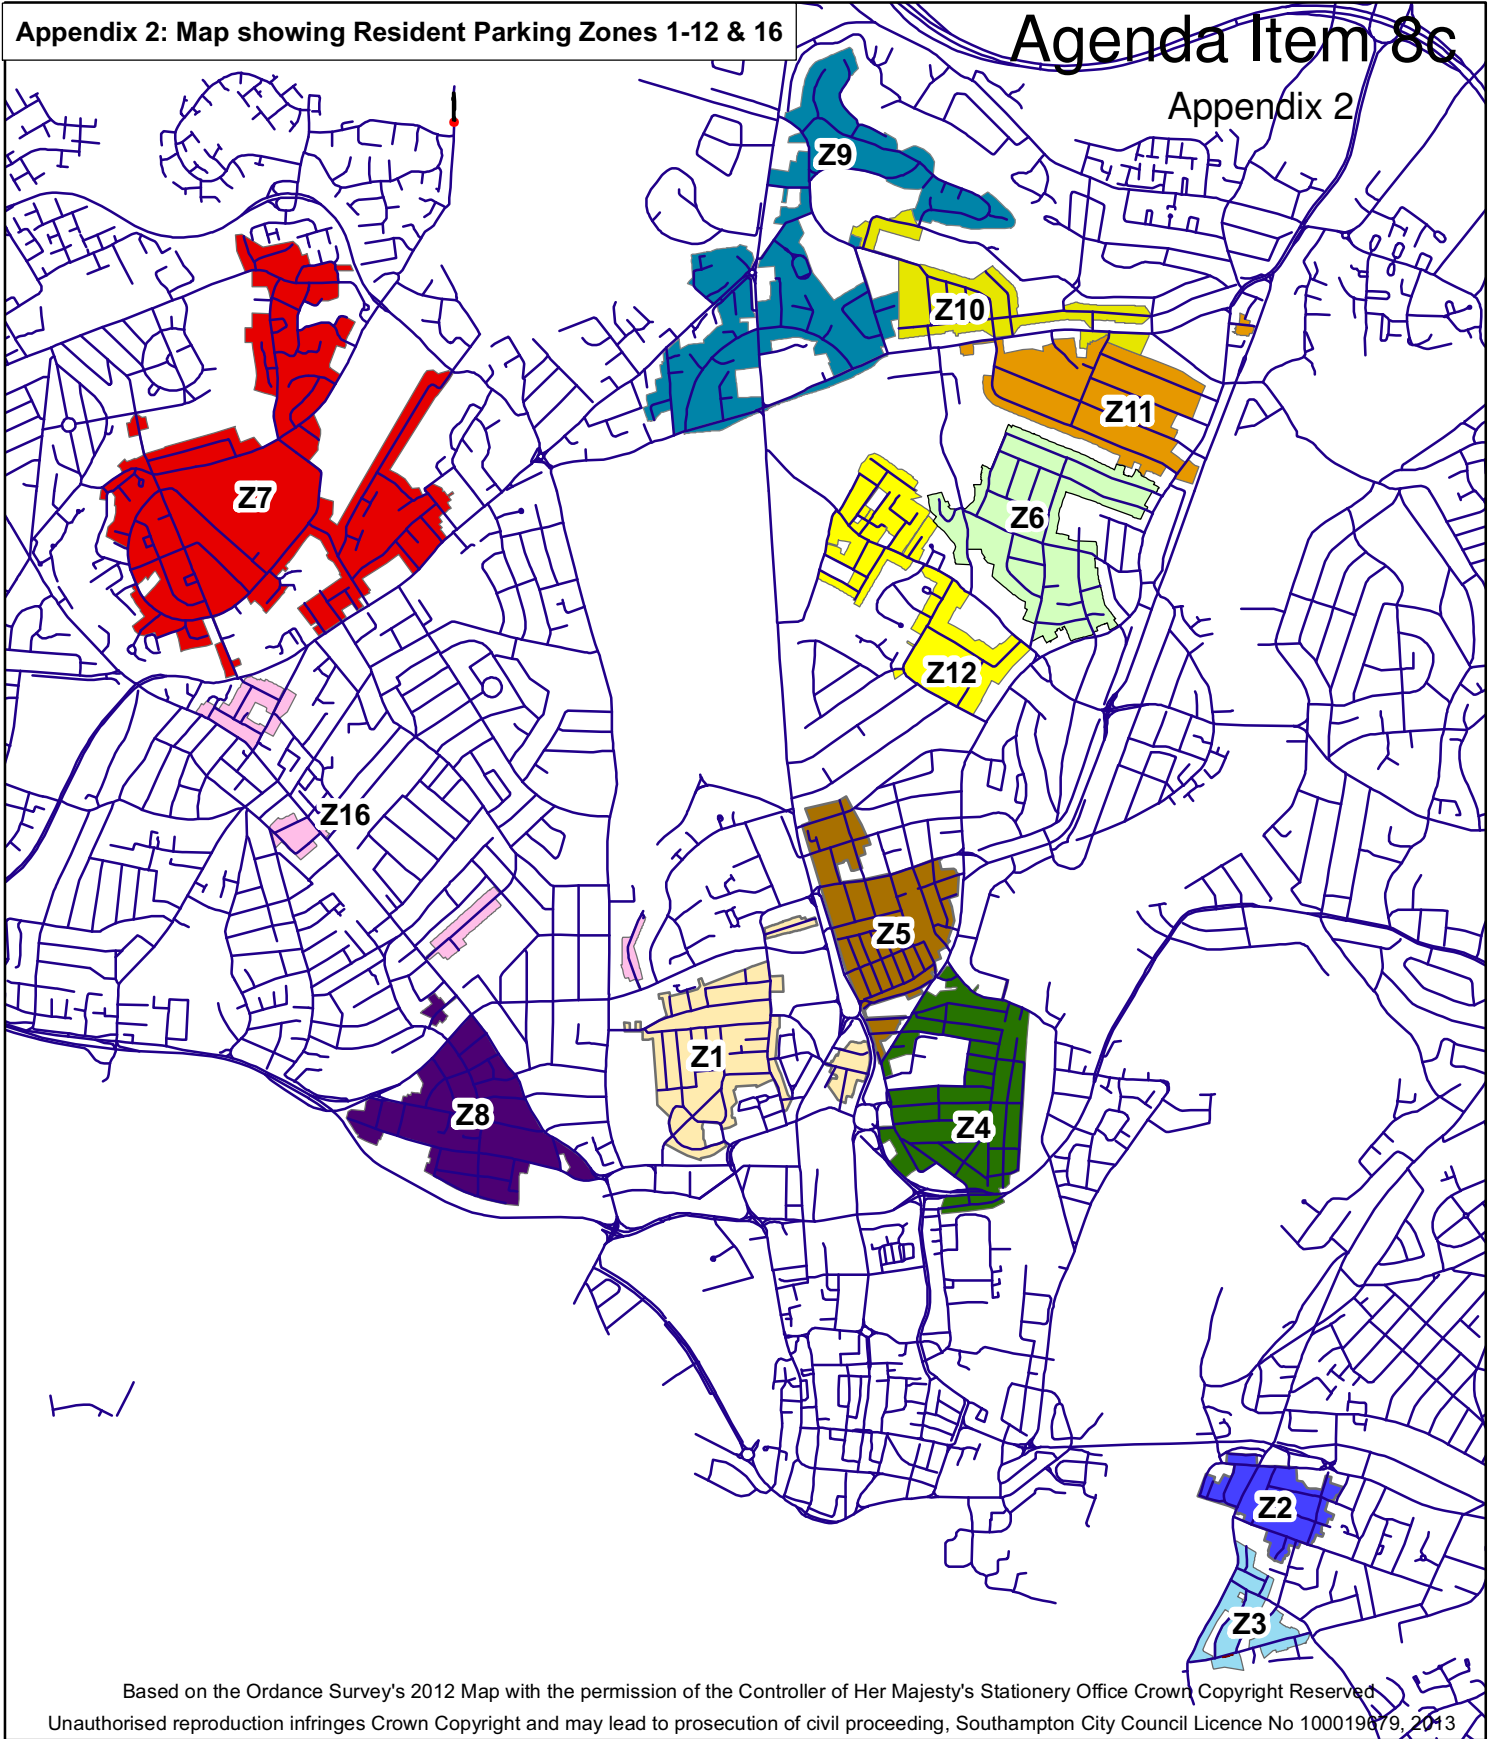 Appendix 2: Map showing Resident Parking Zones 1-12 & 16
Agenda Item 8c
Appendix 2
Z9
Z10
Z11
Z7
Z6
Z12
Z16
Z5
Z1
Z8
Z4
Z2
Z3
Based on the Ordance Survey's 2012 Map with the permission of the Controller of Her Majesty's Stationery Office Crown Copyright Reserved
Unauthorised reproduction infringes Crown Copyright and may lead to prosecution of civil proceeding, Southampton City Council Licence No 100019679, 2013